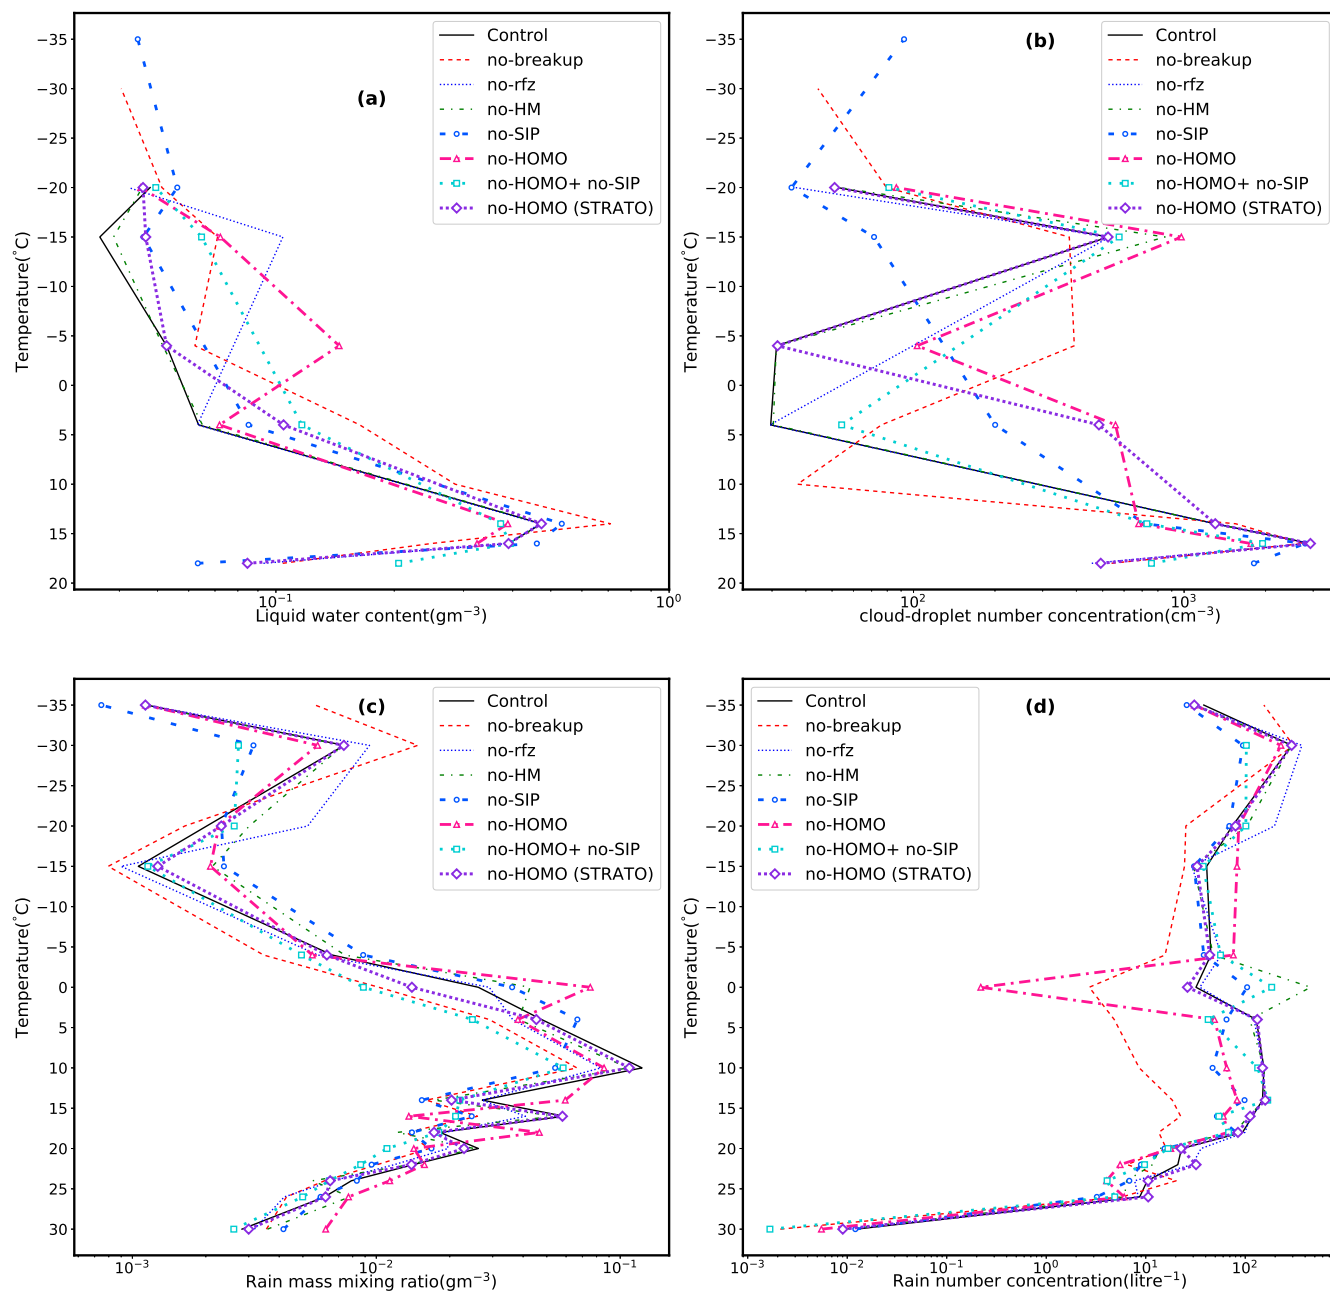 (a)
Control
no-breakup
no-rfz
no-HM
no-SIP
no-HOMO
no-HOMO+ no-SIP
no-HOMO (STRATO)
Temperature(°C)
−35
−30
−25
−20
−15
−10
−5
0
5
10
15
20
10⁻¹
10⁰
Liquid water content(gm⁻³)
(b)
Control
no-breakup
no-rfz
no-HM
no-SIP
no-HOMO
no-HOMO+ no-SIP
no-HOMO (STRATO)
Temperature(°C)
−35
−30
−25
−20
−15
−10
−5
0
5
10
15
20
10²
10³
cloud-droplet number concentration(cm⁻³)
(c)
Control
no-breakup
no-rfz
no-HM
no-SIP
no-HOMO
no-HOMO+ no-SIP
no-HOMO (STRATO)
Temperature(°C)
−35
−30
−25
−20
−15
−10
−5
0
5
10
15
20
25
30
10⁻³
10⁻²
10⁻¹
Rain mass mixing ratio(gm⁻³)
(d)
Control
no-breakup
no-rfz
no-HM
no-SIP
no-HOMO
no-HOMO+ no-SIP
no-HOMO (STRATO)
Temperature(°C)
−35
−30
−25
−20
−15
−10
−5
0
5
10
15
20
25
30
10⁻³
10⁻²
10⁻¹
10⁰
10¹
10²
Rain number concentration(litre⁻¹)